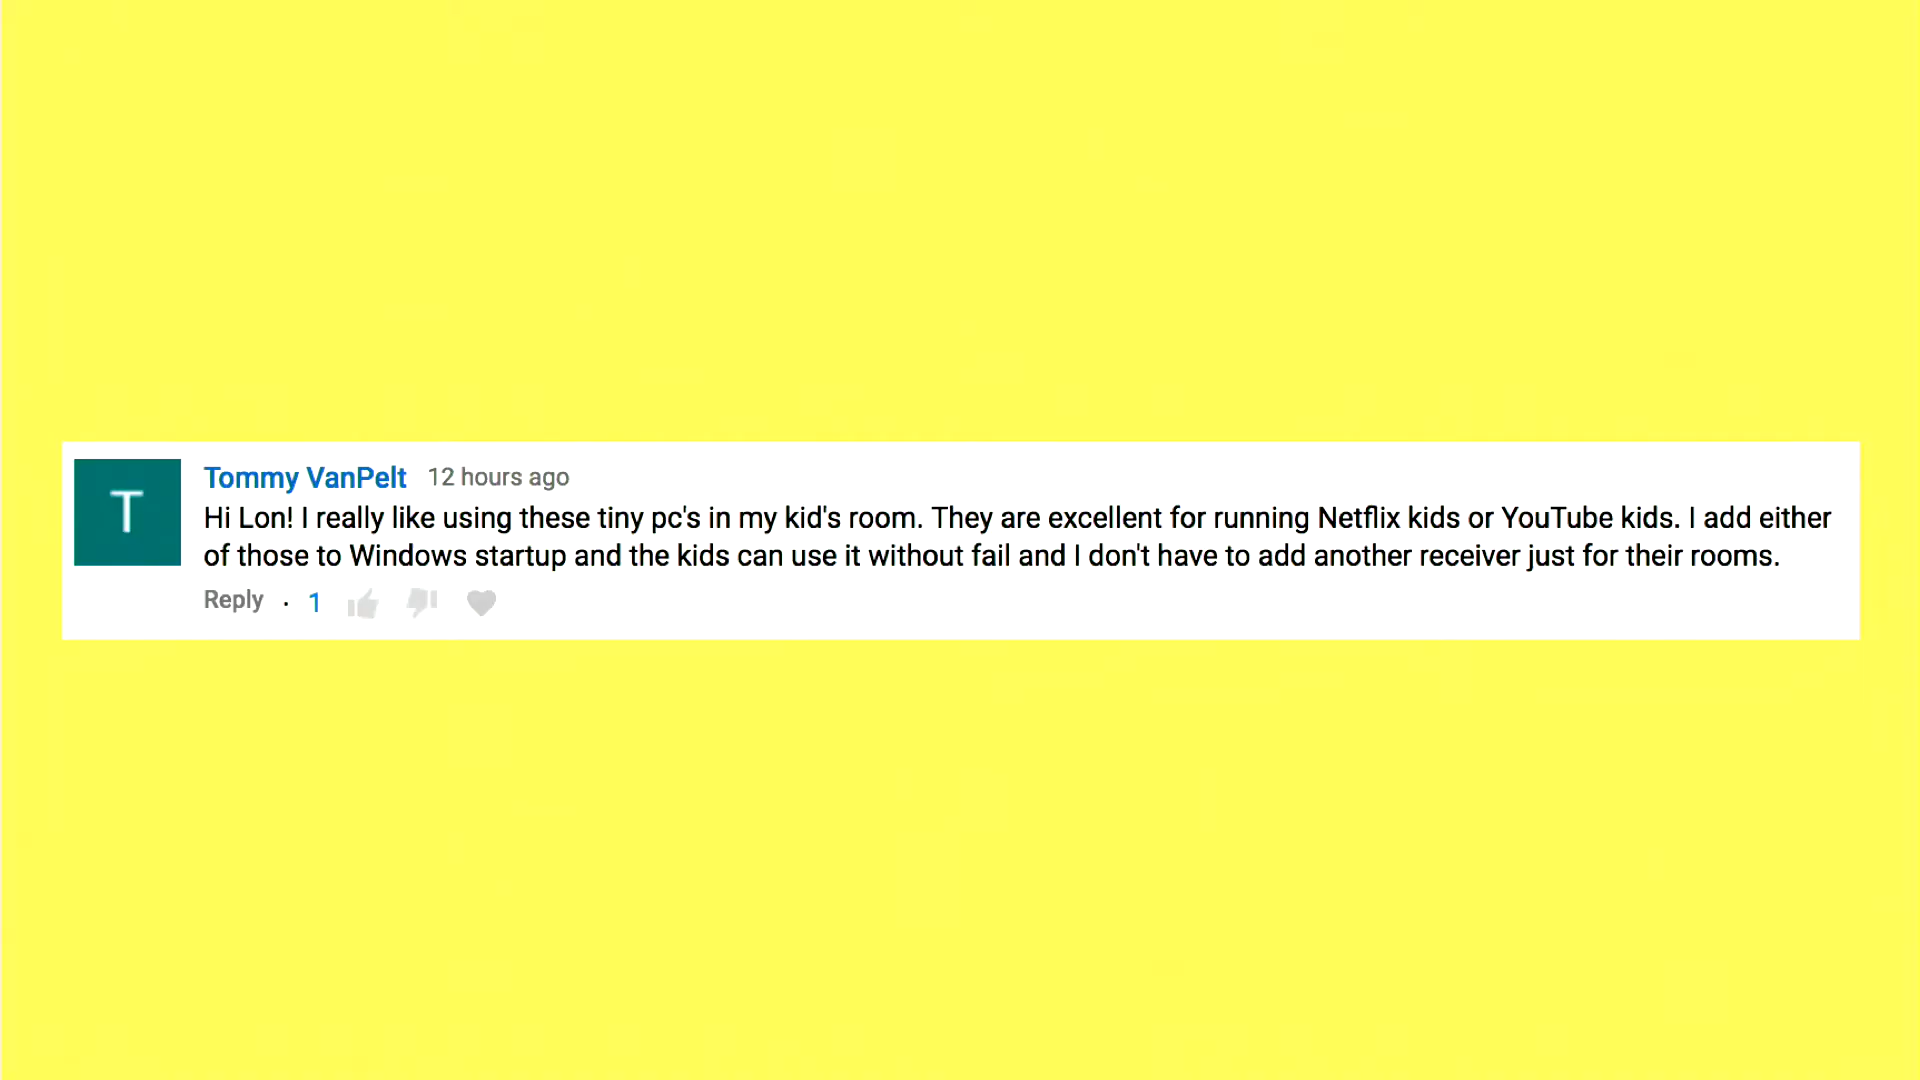 T
Tommy VanPelt 12 hours ago
Hi Lon! I really like using these tiny pc's in my kid's room. They are excellent for running Netflix kids or YouTube kids. I add either
of those to Windows startup and the kids can use it without fail and I don't have to add another receiver just for their rooms.
Reply · 1